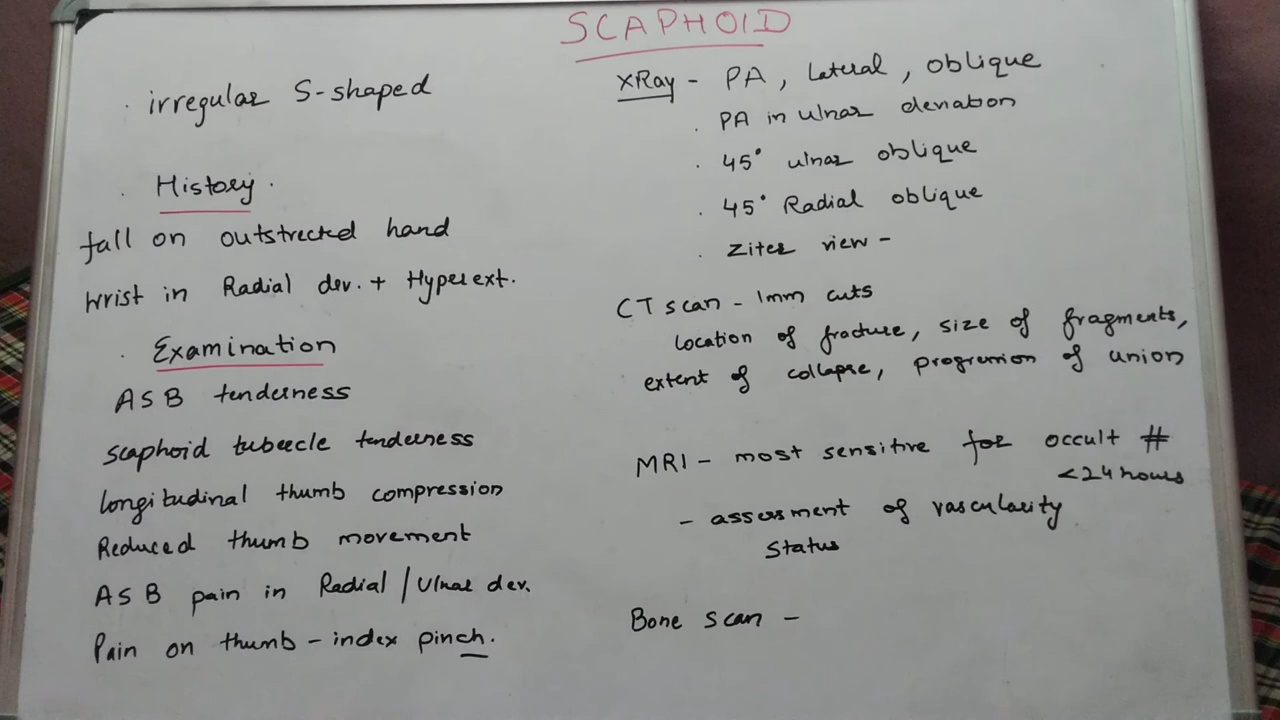 SCAPHOID
. irregular S-shaped
. History.
fall on outstrected hand
Wrist in Radial dev. + Hyperext.
. Examination
ASB tenderness
scaphoid tubercle tenderness
longitudinal thumb compression
Reduced thumb movement
ASB pain in Radial / Ulnar dev.
Pain on thumb - index pinch.
XRay - PA, Lateral, oblique
. PA in ulnar deviation
. 45° ulnar oblique
. 45° Radial oblique
. Ziter view -
CT scan - 1mm cuts
location of fracture, size of fragments,
extent of collapse, progression of union
MRI - most sensitive for occult #
<24 hours
- assessment of vascularity
status
Bone scan -